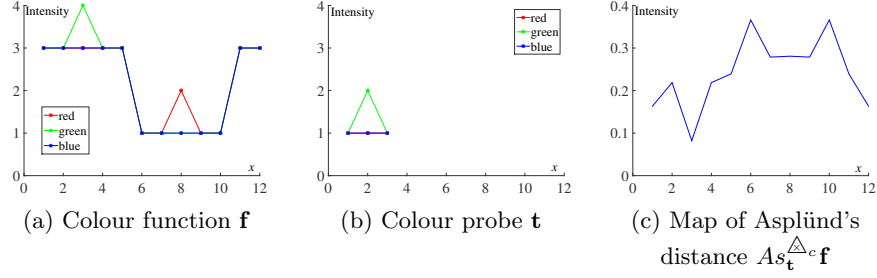 Intensity
4
3
2
1
0
red
green
blue
x
0 2 4 6 8 10 12
(a) Colour function f
Intensity
4
3
2
1
0
red
green
blue
x
0 2 4 6 8 10 12
(b) Colour probe t
Intensity
0.4
0.3
0.2
0.1
0
x
0 2 4 6 8 10 12
(c) Map of Asplünd's
distance As_t^{△× c} f